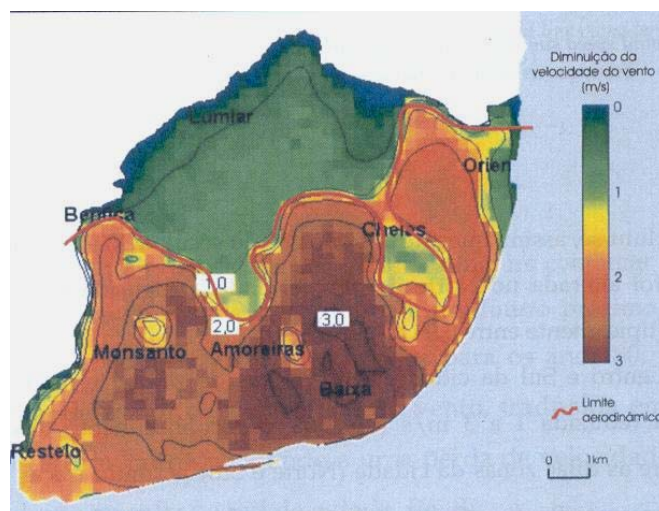 Diminuição da
velocidade do vento
(m/s)
0
Lumiar
Orien
1
Benfica
Chelas
1,0
2
2,0
3,0
Monsanto
Amoreiras
Baixa
3
Limite
aerodinâmico
Restelo
0
1km